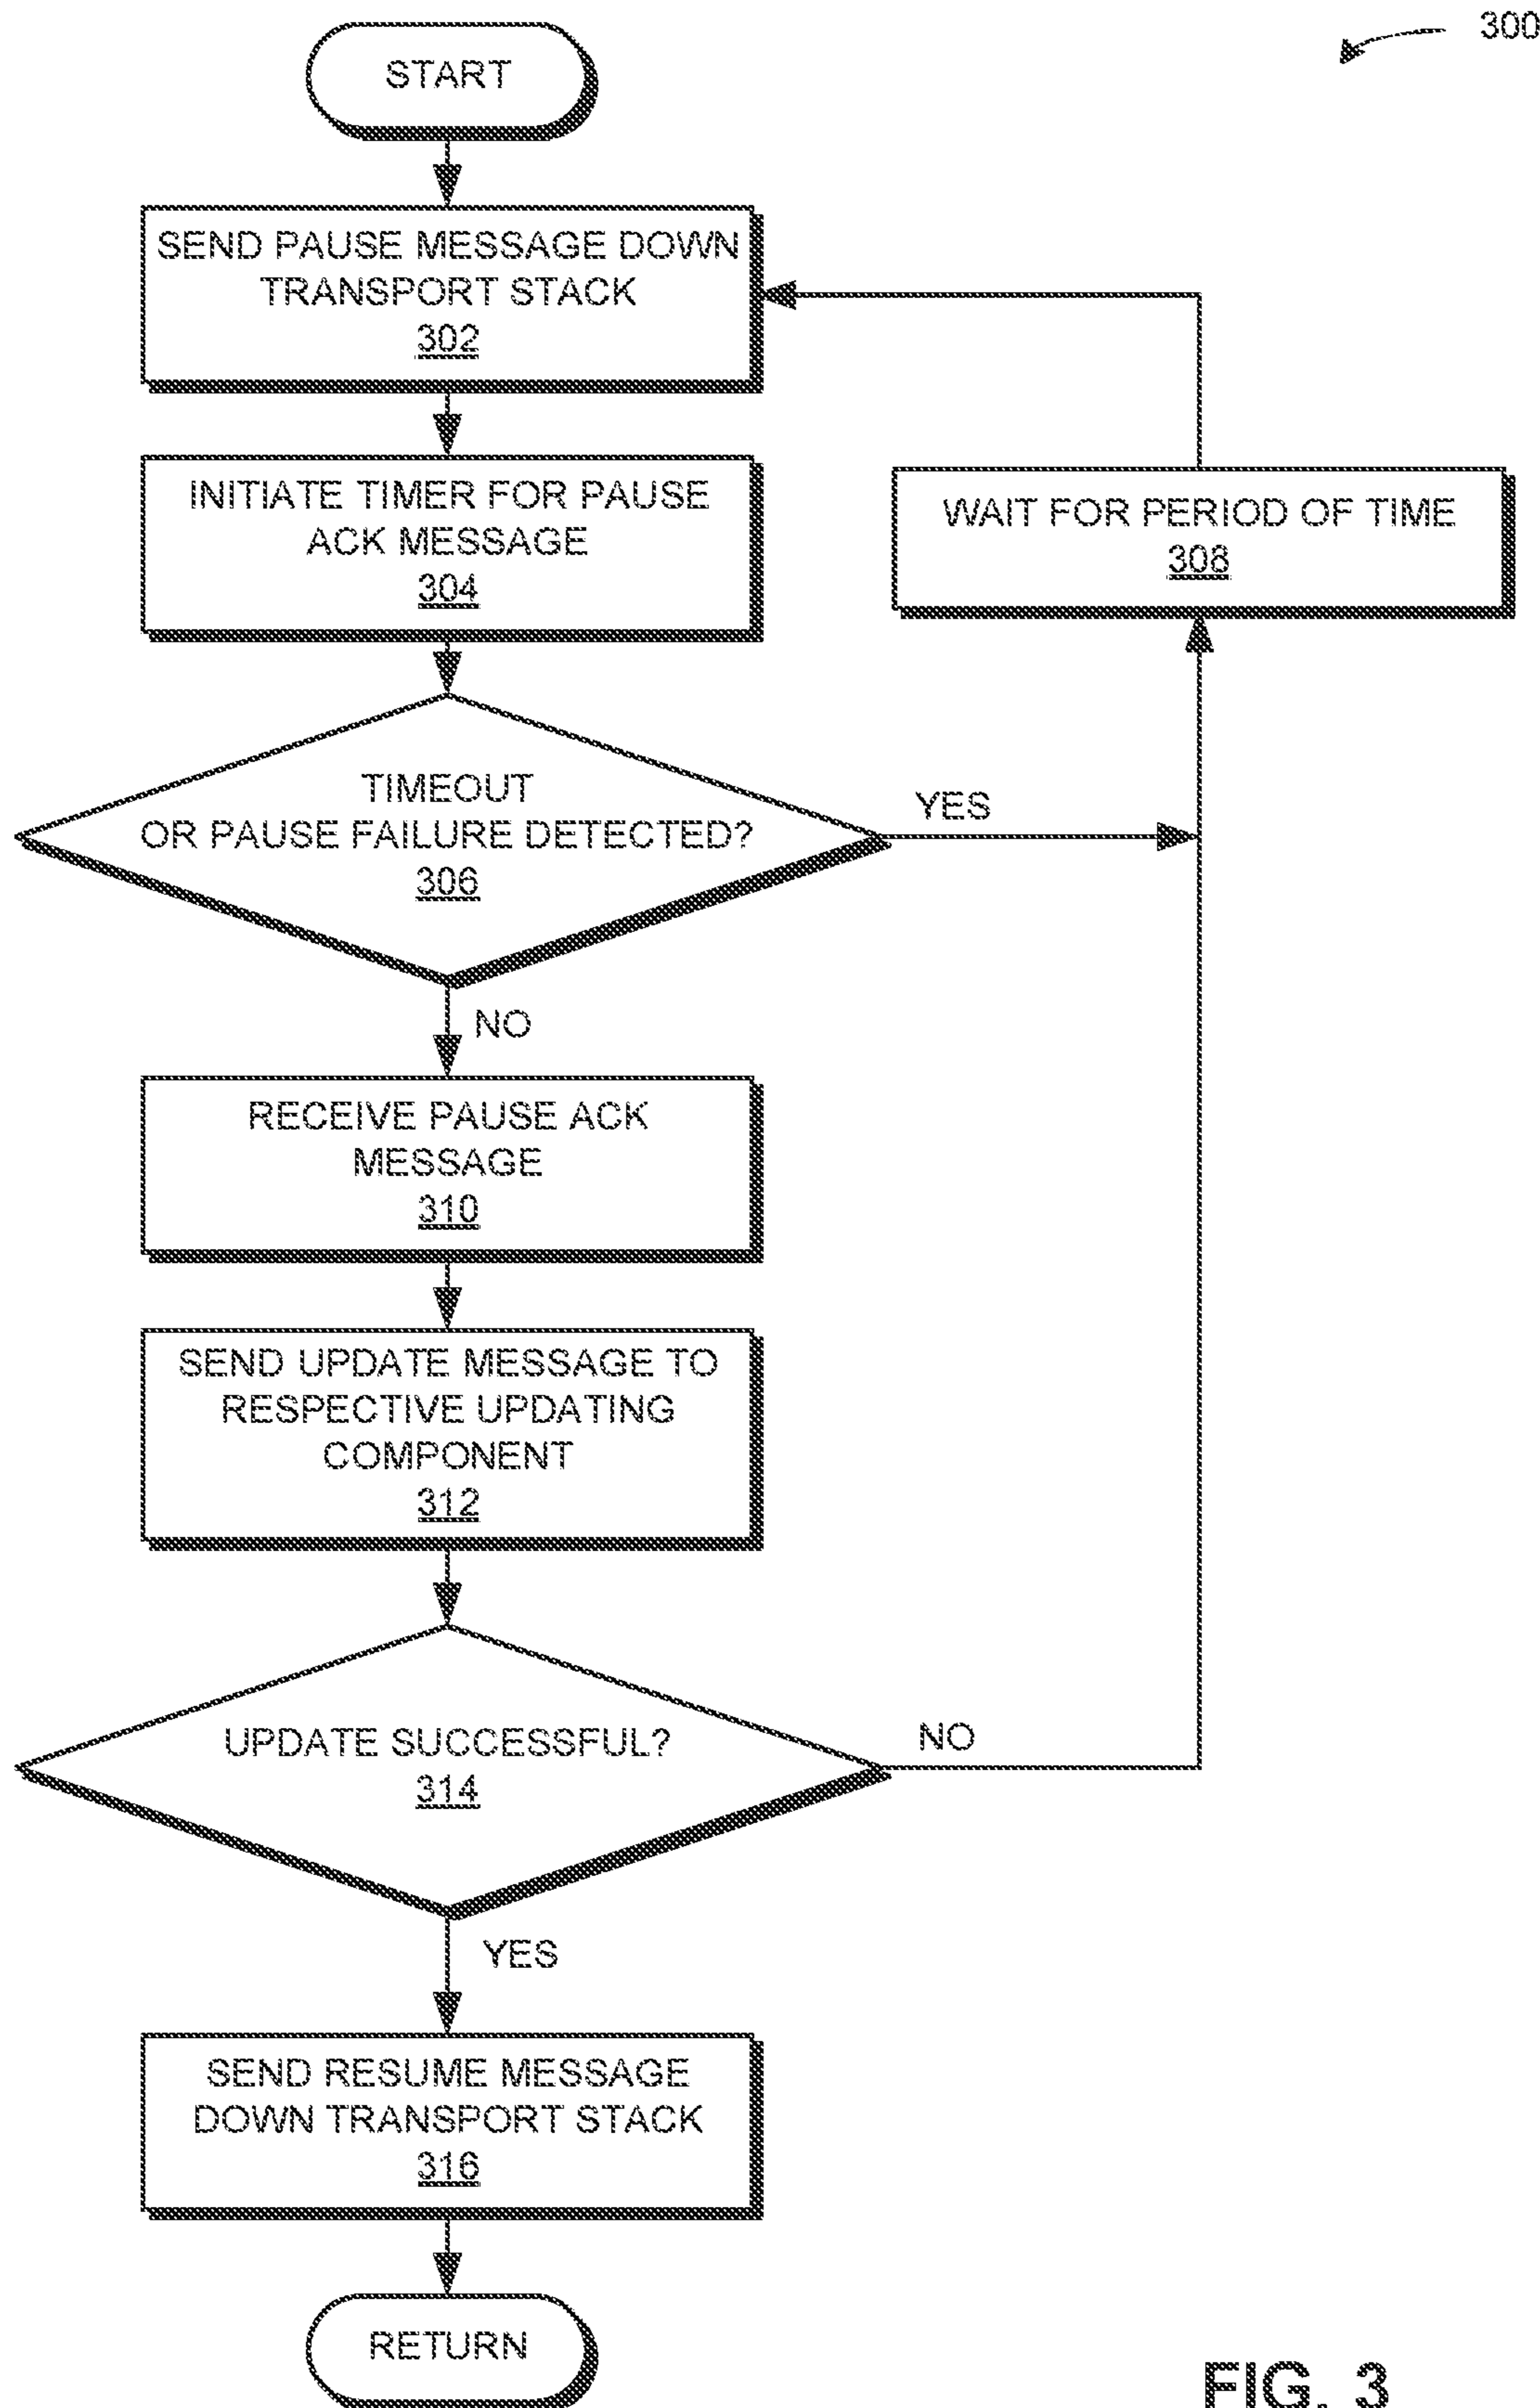 300
START
SEND PAUSE MESSAGE DOWN
TRANSPORT STACK
302
INITIATE TIMER FOR PAUSE
ACK MESSAGE
304
WAIT FOR PERIOD OF TIME
308
TIMEOUT
OR PAUSE FAILURE DETECTED?
306
YES
NO
RECEIVE PAUSE ACK
MESSAGE
310
SEND UPDATE MESSAGE TO
RESPECTIVE UPDATING
COMPONENT
312
UPDATE SUCCESSFUL?
314
NO
YES
SEND RESUME MESSAGE
DOWN TRANSPORT STACK
316
RETURN
FIG. 3